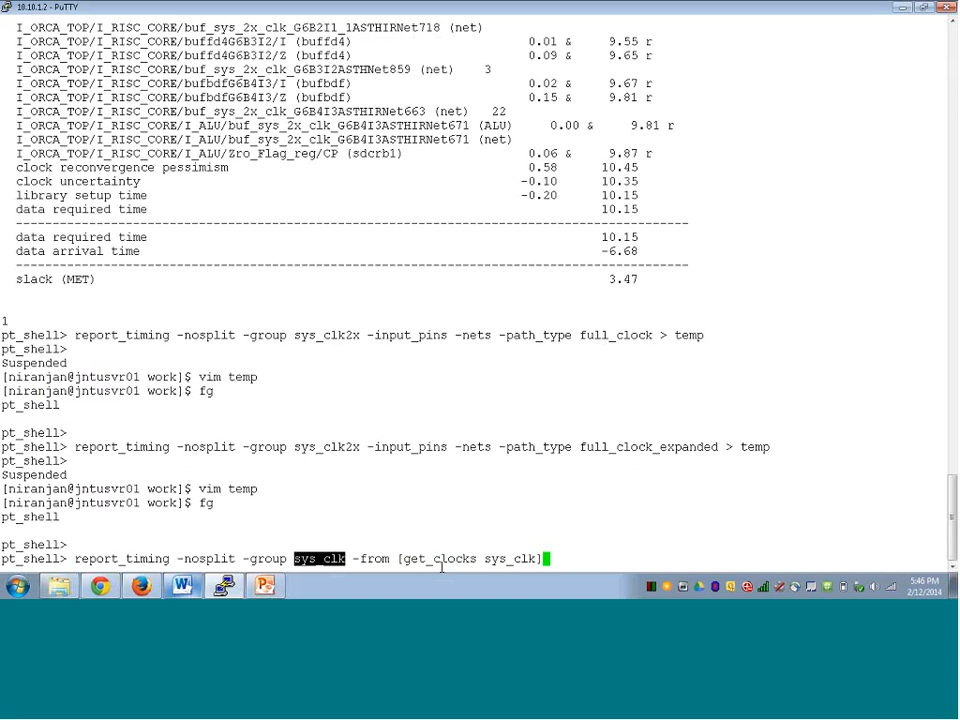 10.10.1.2 - PuTTY
I_ORCA_TOP/I_RISC_CORE/buf_sys_2x_clk_G6B2I1_1ASTHIRNet718 (net)
I_ORCA_TOP/I_RISC_CORE/buffd4G6B3I2/I (buffd4) 0.01 & 9.55 r
I_ORCA_TOP/I_RISC_CORE/buffd4G6B3I2/Z (buffd4) 0.09 & 9.65 r
I_ORCA_TOP/I_RISC_CORE/buf_sys_2x_clk_G6B3I2ASTHNet859 (net) 3
I_ORCA_TOP/I_RISC_CORE/bufbdfG6B4I3/I (bufbdf) 0.02 & 9.67 r
I_ORCA_TOP/I_RISC_CORE/bufbdfG6B4I3/Z (bufbdf) 0.15 & 9.81 r
I_ORCA_TOP/I_RISC_CORE/buf_sys_2x_clk_G6B4I3ASTHIRNet663 (net) 22
I_ORCA_TOP/I_RISC_CORE/I_ALU/buf_sys_2x_clk_G6B4I3ASTHIRNet671 (ALU) 0.00 & 9.81 r
I_ORCA_TOP/I_RISC_CORE/I_ALU/buf_sys_2x_clk_G6B4I3ASTHIRNet671 (net)
I_ORCA_TOP/I_RISC_CORE/I_ALU/Zro_Flag_reg/CP (sdcrb1) 0.06 & 9.87 r
clock reconvergence pessimism 0.58 10.45
clock uncertainty -0.10 10.35
library setup time -0.20 10.15
data required time 10.15
data required time 10.15
data arrival time -6.68
slack (MET) 3.47
1
pt_shell> report_timing -nosplit -group sys_clk2x -input_pins -nets -path_type full_clock > temp
pt_shell>
Suspended
[niranjan@jntusvr01 work]$ vim temp
[niranjan@jntusvr01 work]$ fg
pt_shell
pt_shell>
pt_shell> report_timing -nosplit -group sys_clk2x -input_pins -nets -path_type full_clock_expanded > temp
pt_shell>
Suspended
[niranjan@jntusvr01 work]$ vim temp
[niranjan@jntusvr01 work]$ fg
pt_shell
pt_shell>
pt_shell> report_timing -nosplit -group sys_clk -from [get_clocks sys_clk]
5:46 PM
2/12/2014